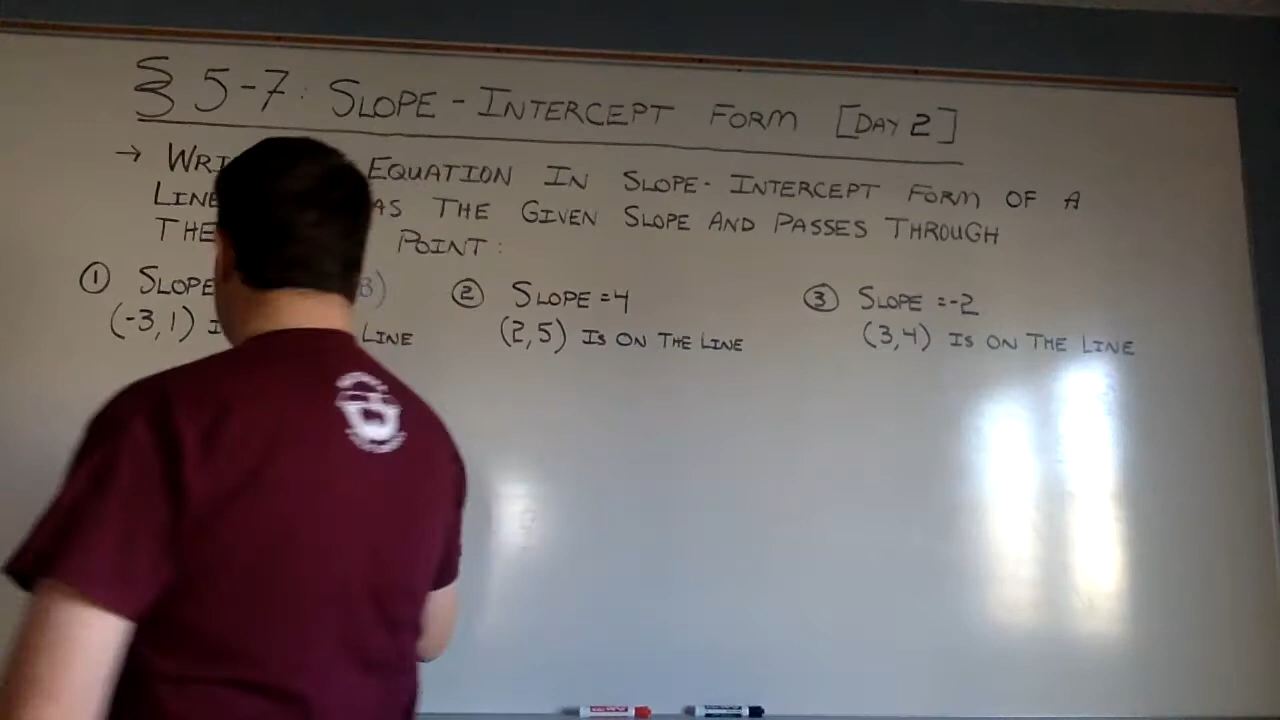 § 5-7: SLOPE-INTERCEPT FORM [DAY 2]
→ WRI EQUATION IN SLOPE-INTERCEPT FORM OF A
LINE AS THE GIVEN SLOPE AND PASSES THROUGH
THE POINT:
① SLOPE 3) ② SLOPE = 4 ③ SLOPE = -2
(-3,1) I LINE (2,5) IS ON THE LINE (3,4) IS ON THE LINE